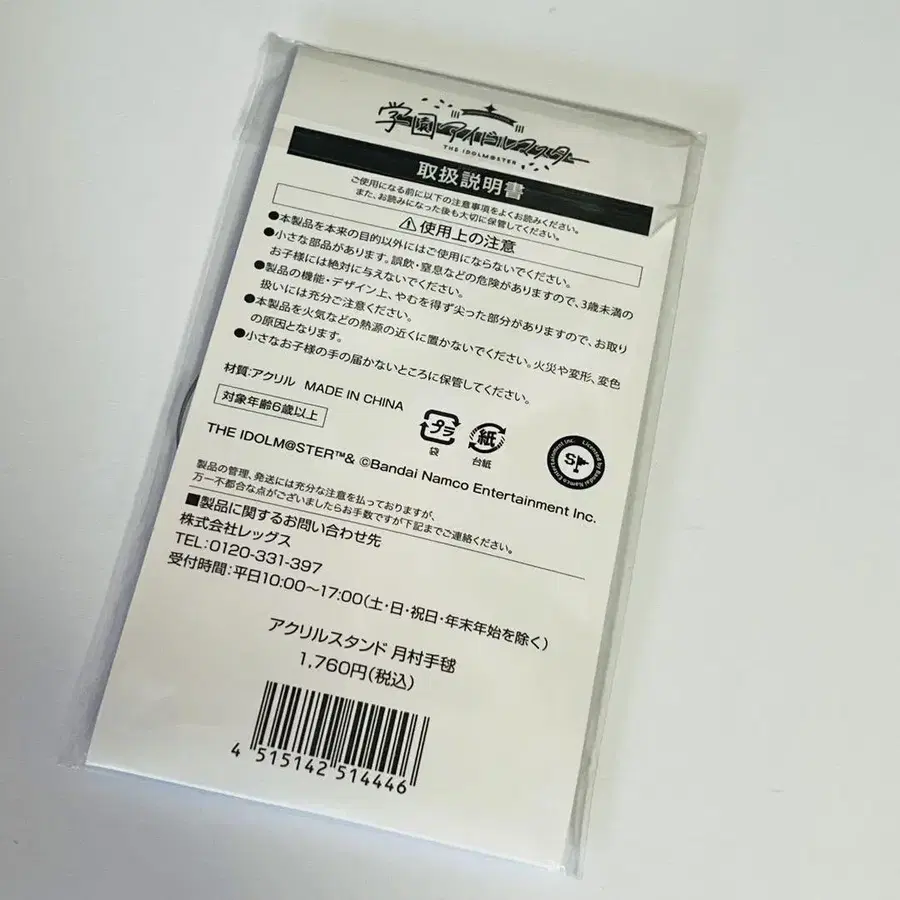 学園アイドルマスター
THE IDOLM@STER
取扱説明書
ご使用になる前に以下の注意事項をよくお読みください。
また、お読みになった後も大切に保管してください。
⚠使用上の注意
●本製品を本来の目的以外にはご使用にならないでください。
●小さな部品があります。誤飲・窒息などの危険がありますので、3歳未満の
お子様には絶対に与えないでください。
●製品の機能・デザイン上、やむを得ず尖った部分がありますので、お取り
扱いには充分ご注意ください。
●本製品を火気などの熱源の近くに置かないでください。火災や変形、変色
の原因となります。
●小さなお子様の手の届かないところに保管してください。
材質:アクリル MADE IN CHINA
対象年齢6歳以上
プラ
袋
紙
台紙
Licensed by Bandai Namco Entertainment Inc.
S
THE IDOLM@STER™& ©Bandai Namco Entertainment Inc.
製品の管理、発送には充分な注意を払っておりますが、
万一不都合な点がございましたらお手数ですが下記までご連絡ください。
■製品に関するお問い合わせ先
株式会社レッグス
TEL:0120-331-397
受付時間:平日10:00~17:00(土・日・祝日・年末年始を除く)
アクリルスタンド 月村手毬
1,760円(税込)
4 515142 514446